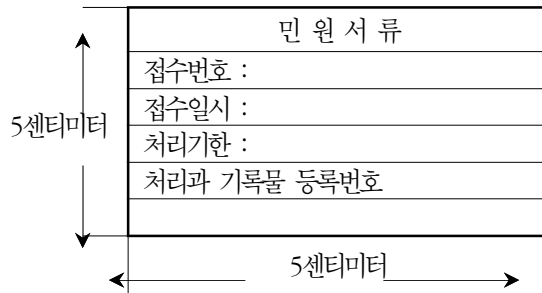 민 원 서 류
접수번호 :
접수일시 :
5센티미터
처리기한 :
처리과 기록물 등록번호
5센티미터